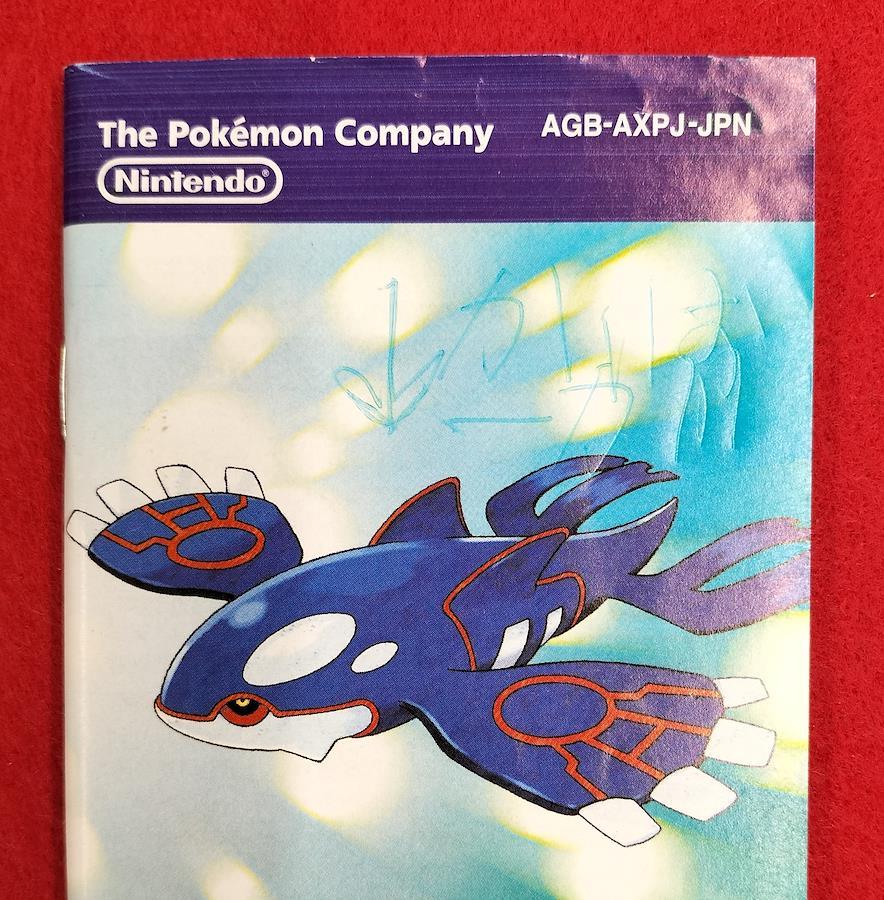 The Pokémon Company
AGB-AXPJ-JPN
Nintendo®